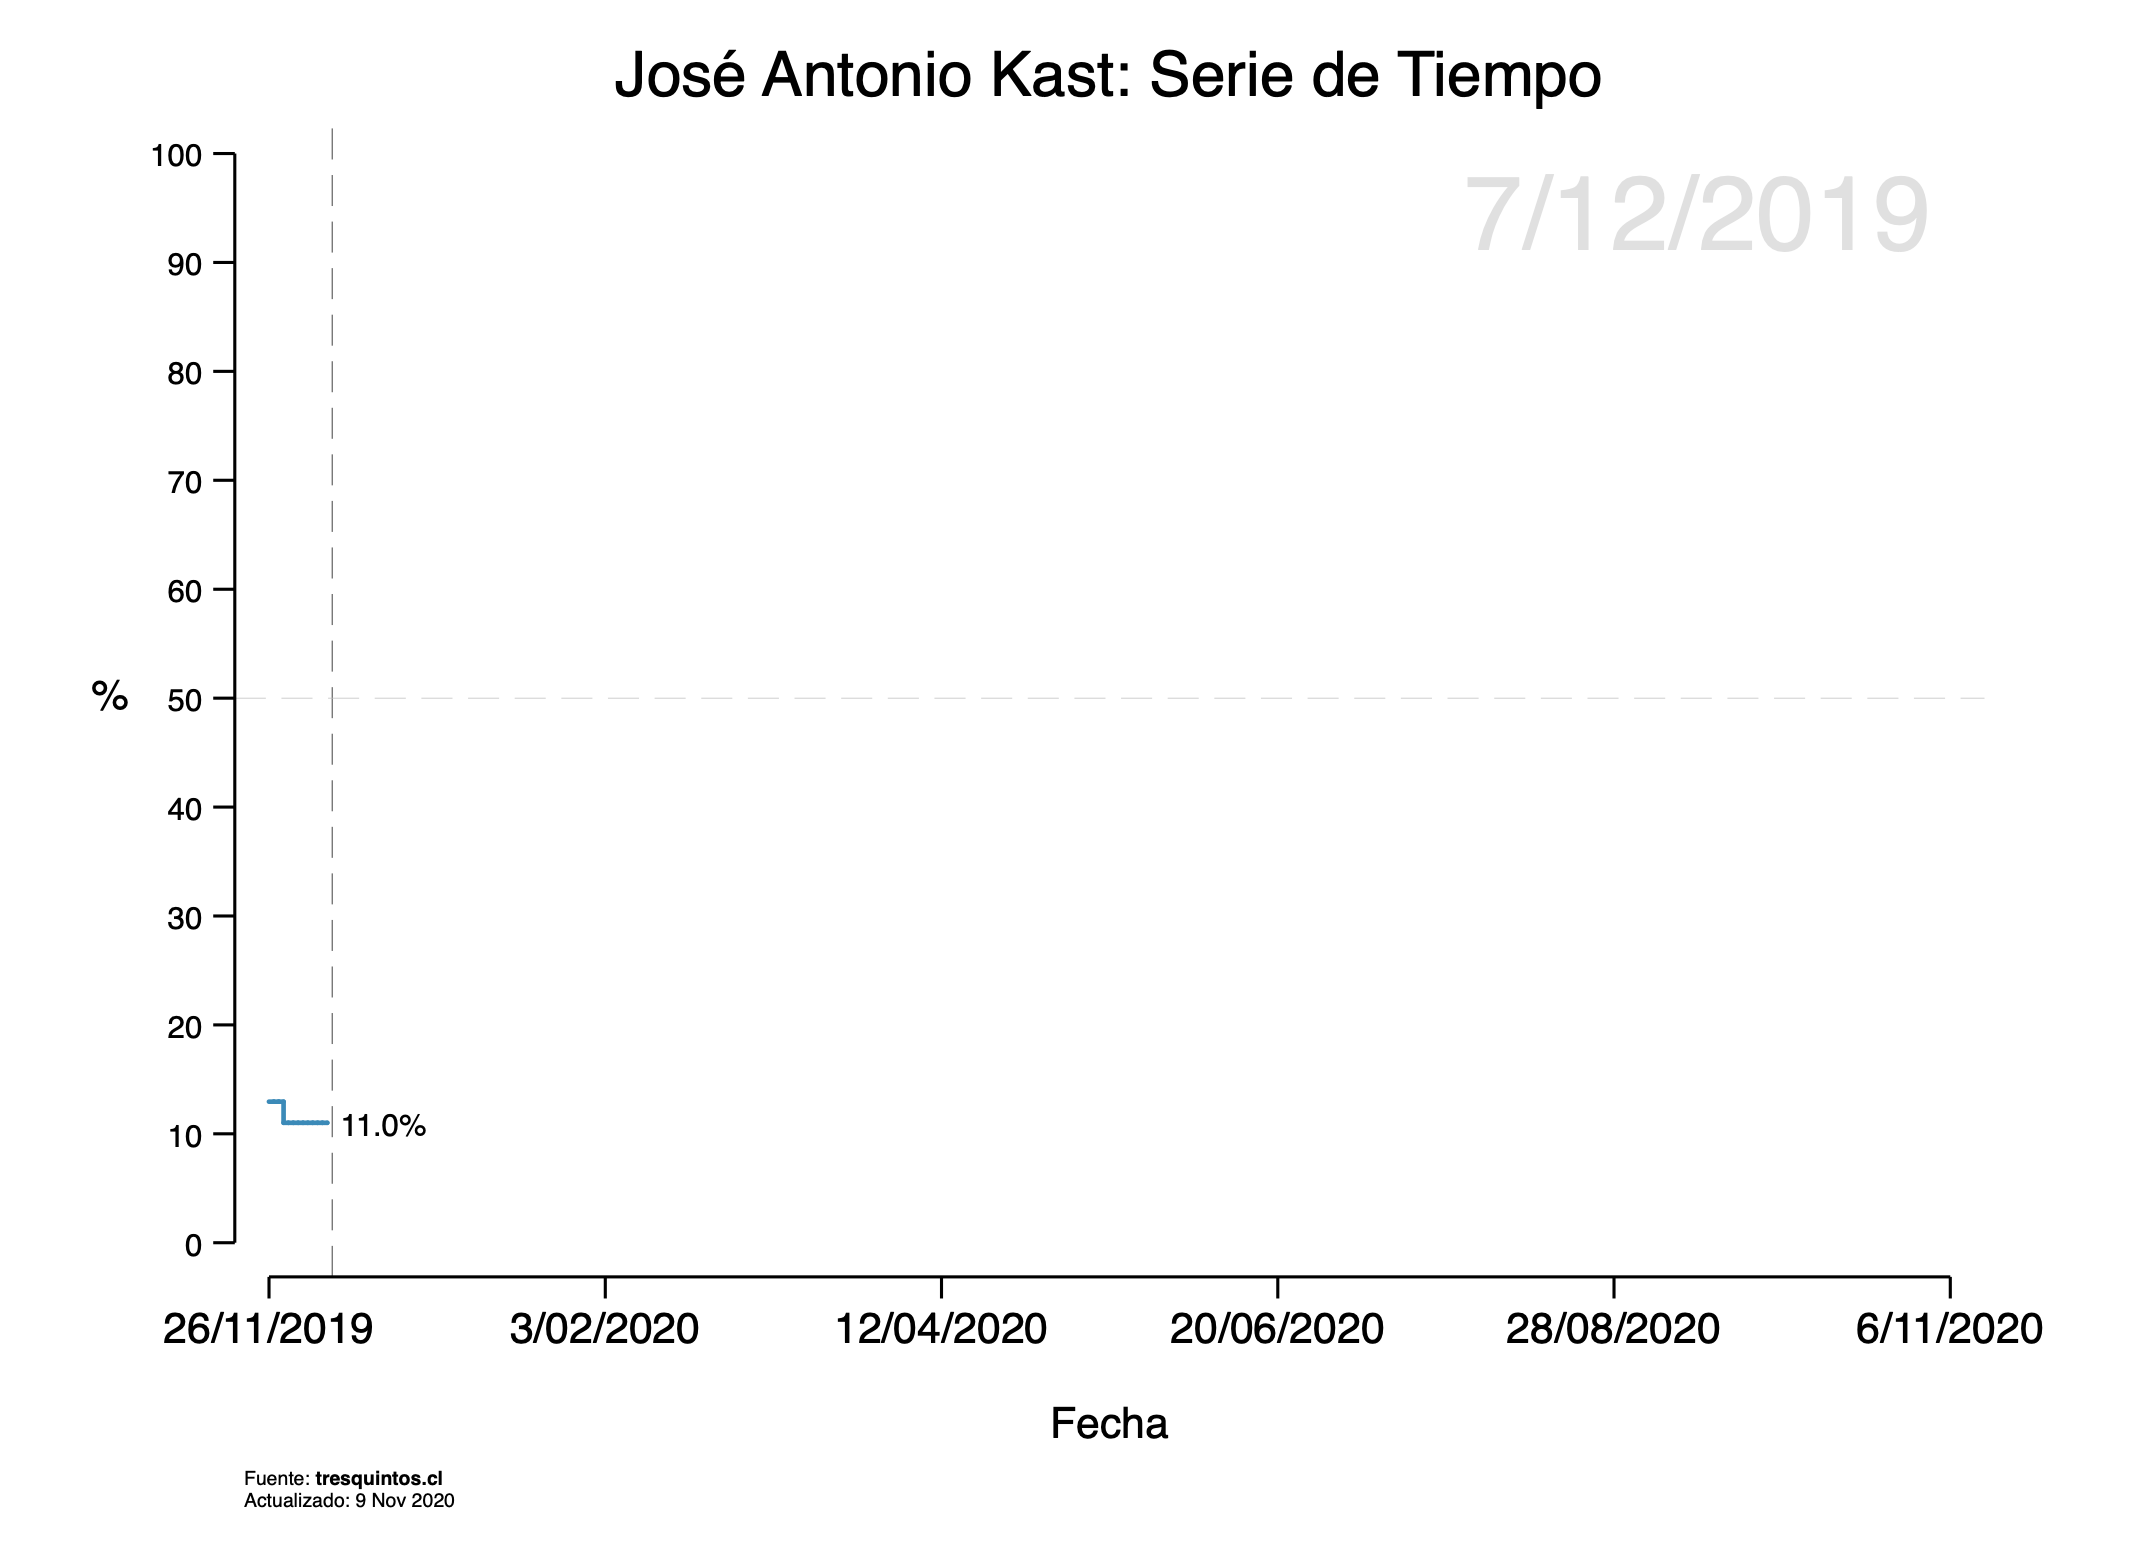 José Antonio Kast: Serie de Tiempo
7/12/2019
100
90
80
70
60
50
40
30
20
10
0
%
11.0%
26/11/2019 3/02/2020 12/04/2020 20/06/2020 28/08/2020 6/11/2020
Fecha
Fuente: tresquintos.cl
Actualizado: 9 Nov 2020